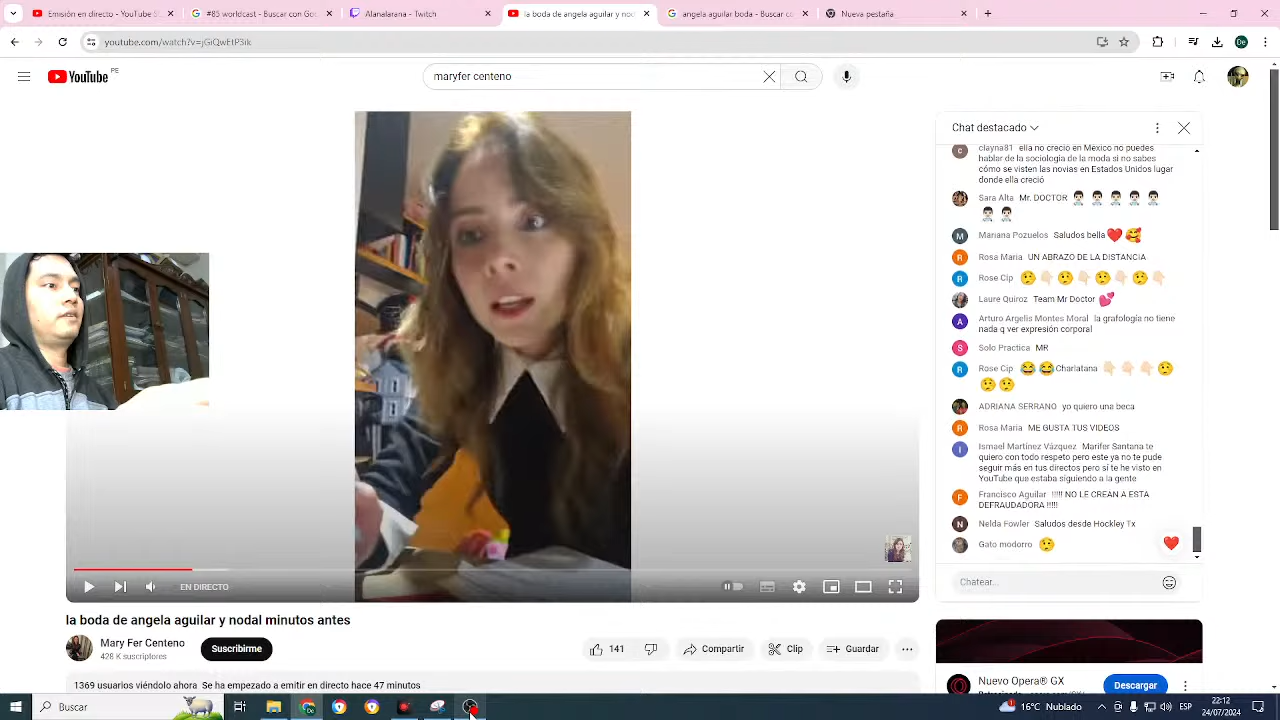 Emisión en directo - YouTube
#85 worldcast - Buscar con Goo
Alanalarana - Twitch
la boda de angela aguilar y nod
angela aguilar boda - Buscar co
Nueva pestaña
YouTube PE
maryfer centeno
Chat destacado
clayna81 ella no creció en México no puedes
hablar de la sociología de la moda si no sabes
cómo se visten las novias en Estados Unidos lugar
donde ella creció
Sara Alta Mr. DOCTOR
Mariana Pozuelos Saludos bella
Rosa Maria UN ABRAZO DE LA DISTANCIA
Rose Cip
Laure Quiroz Team Mr Doctor
Arturo Argelis Montes Moral la grafología no tiene
nada q ver expresión corporal
Solo Practica MR
Rose Cip Charlatana
ADRIANA SERRANO yo quiero una beca
Rosa Maria ME GUSTA TUS VIDEOS
Ismael Martínez Vázquez Marifer Santana te
quiero con todo respeto pero este ya no te pude
seguir más en tus directos pero sí te he visto en
YouTube que estaba siguiendo a la gente
Francisco Aguilar !!!!! NO LE CREAN A ESTA
DEFRAUDADORA !!!!!
Nelda Fowler Saludos desde Hockley Tx
Gato modorro
EN DIRECTO
Chatear...
la boda de angela aguilar y nodal minutos antes
Mary Fer Centeno
428 K suscriptores
Suscribirme
141
Compartir
Clip
Guardar
1369 usuarios viéndolo ahora Se ha empezado a emitir en directo hace 47 minutos
Nuevo Opera® GX
Descargar
Buscar
16°C Nublado
ESP
22:12
24/07/2024